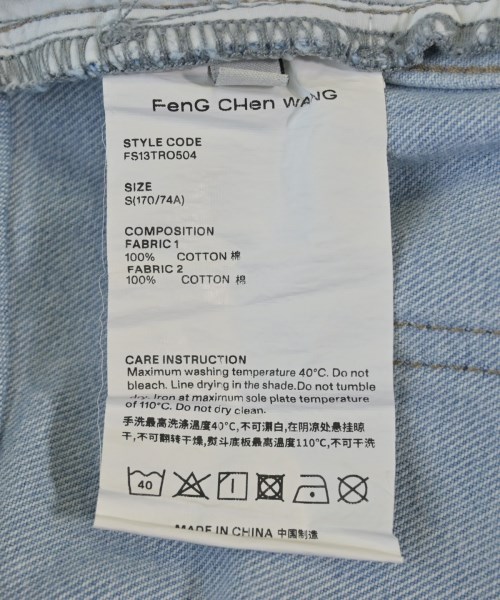 FenG CHen WANG
STYLE CODE
FS13TRO504
SIZE
S(170/74A)
COMPOSITION
FABRIC 1
100% COTTON 棉
FABRIC 2
100% COTTON 棉
CARE INSTRUCTION
Maximum washing temperature 40°C. Do not
bleach. Line drying in the shade.Do not tumble
dry. Iron at maximum sole plate temperature
of 110°C. Do not dry clean.
手洗最高洗涤温度40°C,不可漂白,在阴凉处悬挂晾
干,不可翻转干燥,熨斗底板最高温度110°C,不可干洗
40
MADE IN CHINA 中国制造